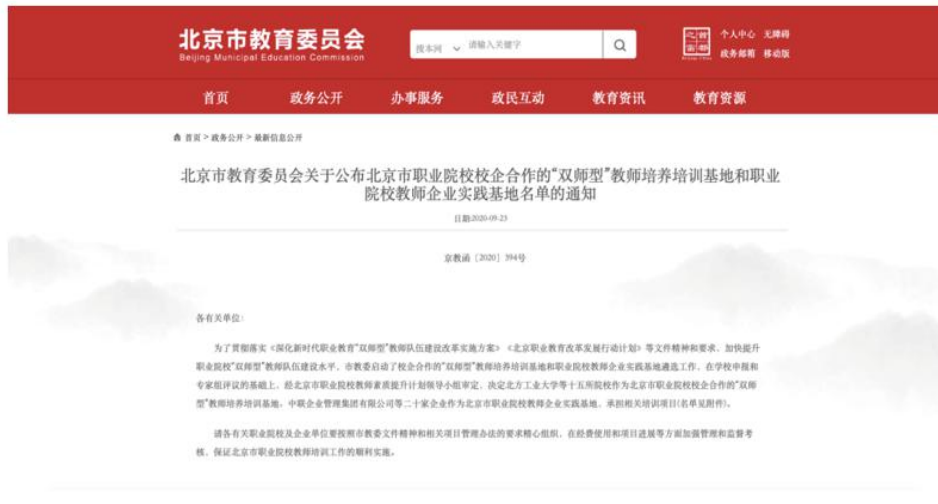 北京市教育委员会
Beijing Municipal Education Commission
搜本网
请输入关键字
首都之窗
个人中心 无障碍
政务邮箱 移动版
首页 政务公开 办事服务 政民互动 教育资讯 教育资源
首页 > 政务公开 > 最新信息公开
北京市教育委员会关于公布北京市职业院校校企合作的“双师型”教师培养培训基地和职业
院校教师企业实践基地名单的通知
日期:2020-09-23
京教函〔2020〕394号
各有关单位:
为了贯彻落实《深化新时代职业教育“双师型”教师队伍建设改革实施方案》《北京职业教育改革发展行动计划》等文件精神和要求，加快提升
职业院校“双师型”教师队伍建设水平，市教委启动了校企合作的“双师型”教师培养培训基地和职业院校教师企业实践基地遴选工作，在学校申报和
专家组评议的基础上，经北京市职业院校教师素质提升计划领导小组审定，决定北方工业大学等十五所院校作为北京市职业院校校企合作的“双师
型”教师培养培训基地，中联企业管理集团有限公司等二十家企业作为北京市职业院校教师企业实践基地，承担相关培训项目(名单见附件)。
请各有关职业院校及企业单位要按照市教委文件精神和相关项目管理办法的要求精心组织，在经费使用和项目进展等方面加强管理和监督考
核，保证北京市职业院校教师培训工作的顺利实施。